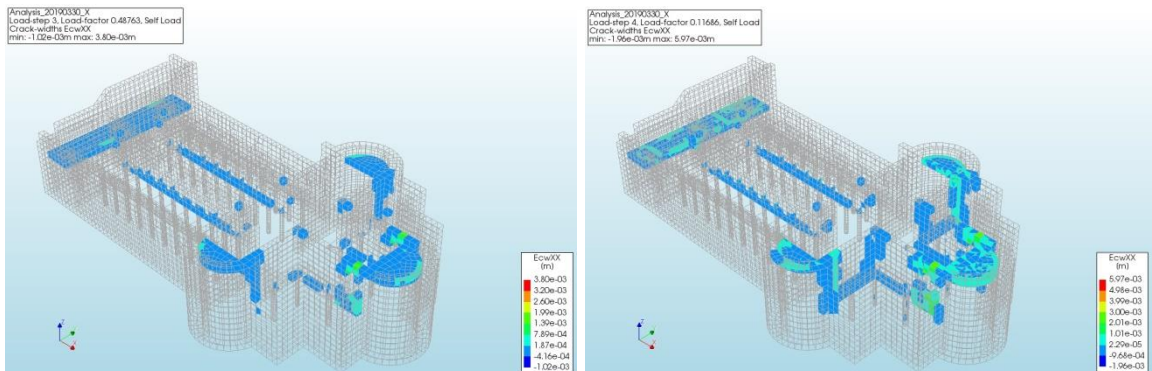 Analysis_20190330_X
Load-step 3, Load-factor 0.48763, Self Load
Crack-widths EcwXX
min: -1.02e-03m max: 3.80e-03m
EcwXX
(m)
3.80e-03
3.20e-03
2.60e-03
1.99e-03
1.39e-03
7.89e-04
1.87e-04
-4.16e-04
-1.02e-03
Z
Y
X
Analysis_20190330_X
Load-step 4, Load-factor 0.11686, Self Load
Crack-widths EcwXX
min: -1.96e-03m max: 5.97e-03m
EcwXX
(m)
5.97e-03
4.98e-03
3.99e-03
3.00e-03
2.01e-03
1.01e-03
2.29e-05
-9.68e-04
-1.96e-03
Z
Y
X